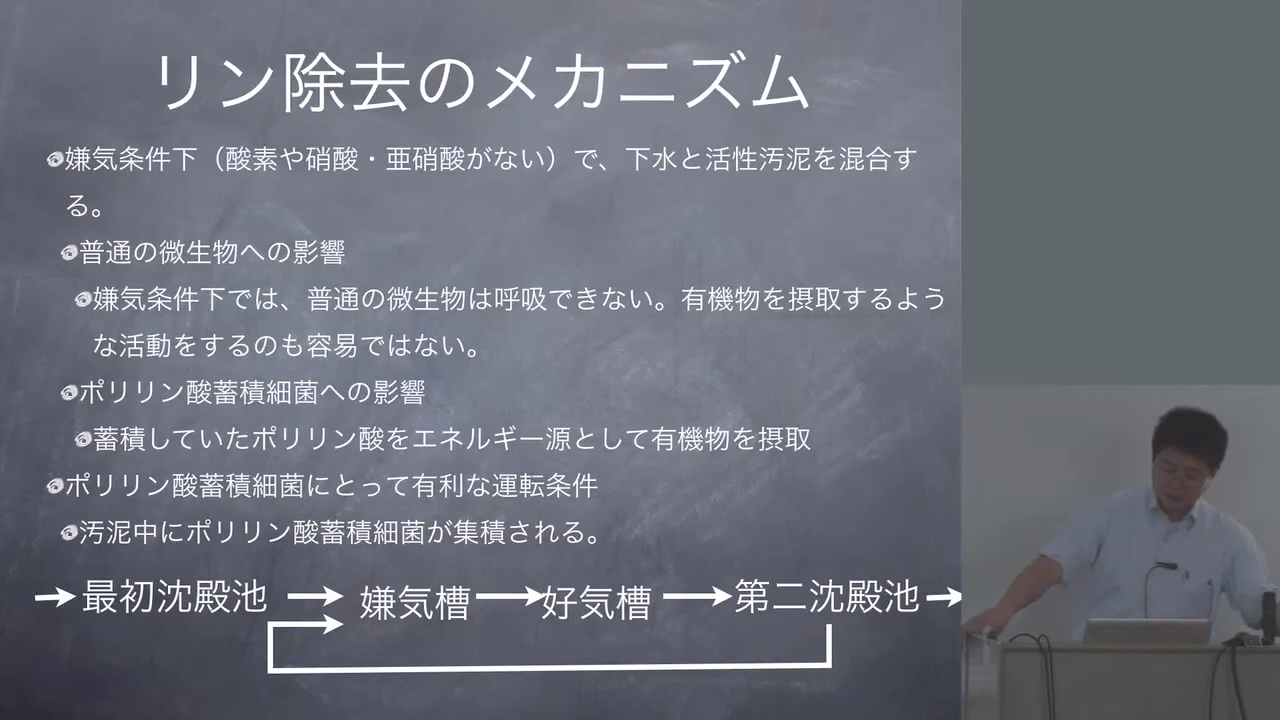 リン除去のメカニズム
嫌気条件下（酸素や硝酸・亜硝酸がない）で、下水と活性汚泥を混合す
る。
普通の微生物への影響
嫌気条件下では、普通の微生物は呼吸できない。有機物を摂取するよう
な活動をするのも容易ではない。
ポリリン酸蓄積細菌への影響
蓄積していたポリリン酸をエネルギー源として有機物を摂取
ポリリン酸蓄積細菌にとって有利な運転条件
汚泥中にポリリン酸蓄積細菌が集積される。
最初沈殿池 嫌気槽 好気槽 第二沈殿池